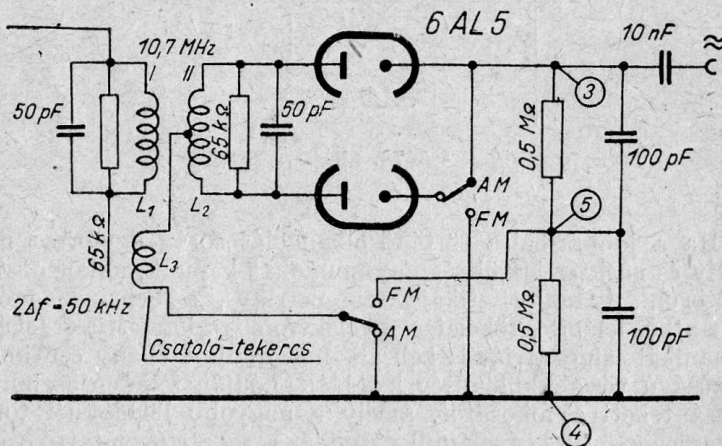 6 AL5
10 nF
≈
10,7 MHz
I
II
50 pF
65 kΩ
L₁
L₂
65 kΩ
50 pF
3
0,5 MΩ
100 pF
AM
FM
5
L₃
FM
AM
2Δf=50 kHz
Csatoló-tekercs
0,5 MΩ
100 pF
4